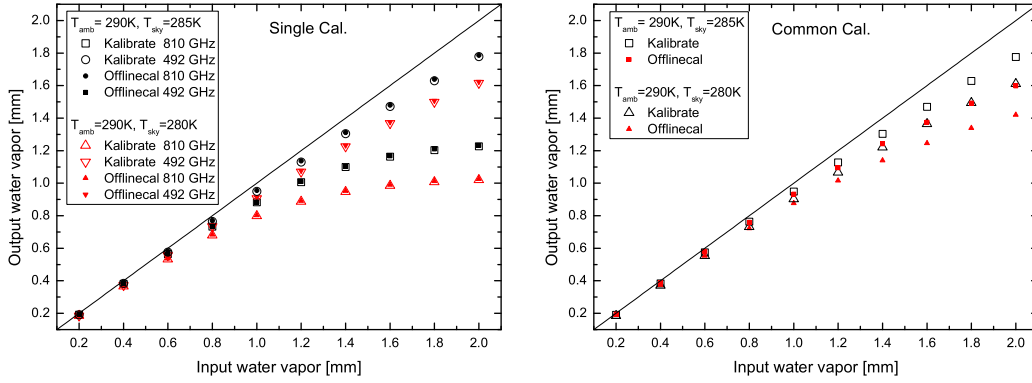 Single Cal.
T_amb= 290K, T_sky=285K
Kalibrate 810 GHz
Kalibrate 492 GHz
Offlinecal 810 GHz
Offlinecal 492 GHz
T_amb=290K, T_sky=280K
Kalibrate 810 GHz
Kalibrate 492 GHz
Offlinecal 810 GHz
Offlinecal 492 GHz
Output water vapor [mm]
2.0
1.8
1.6
1.4
1.2
1.0
0.8
0.6
0.4
0.2
0.2 0.4 0.6 0.8 1.0 1.2 1.4 1.6 1.8 2.0
Input water vapor [mm]
Common Cal.
T_amb=290K, T_sky=285K
Kalibrate
Offlinecal
T_amb=290K, T_sky=280K
Kalibrate
Offlinecal
Output water vapor [mm]
2.0
1.8
1.6
1.4
1.2
1.0
0.8
0.6
0.4
0.2
0.2 0.4 0.6 0.8 1.0 1.2 1.4 1.6 1.8 2.0
Input water vapor [mm]